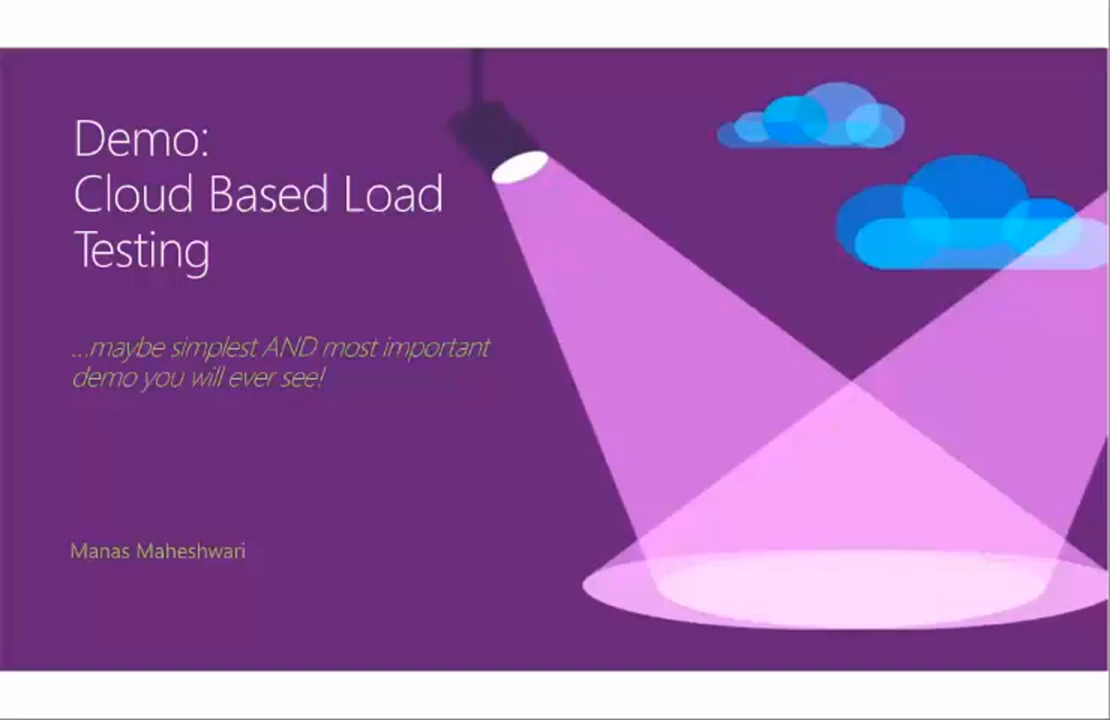 Demo:
Cloud Based Load
Testing
...maybe simplest AND most important
demo you will ever see!
Manas Maheshwari